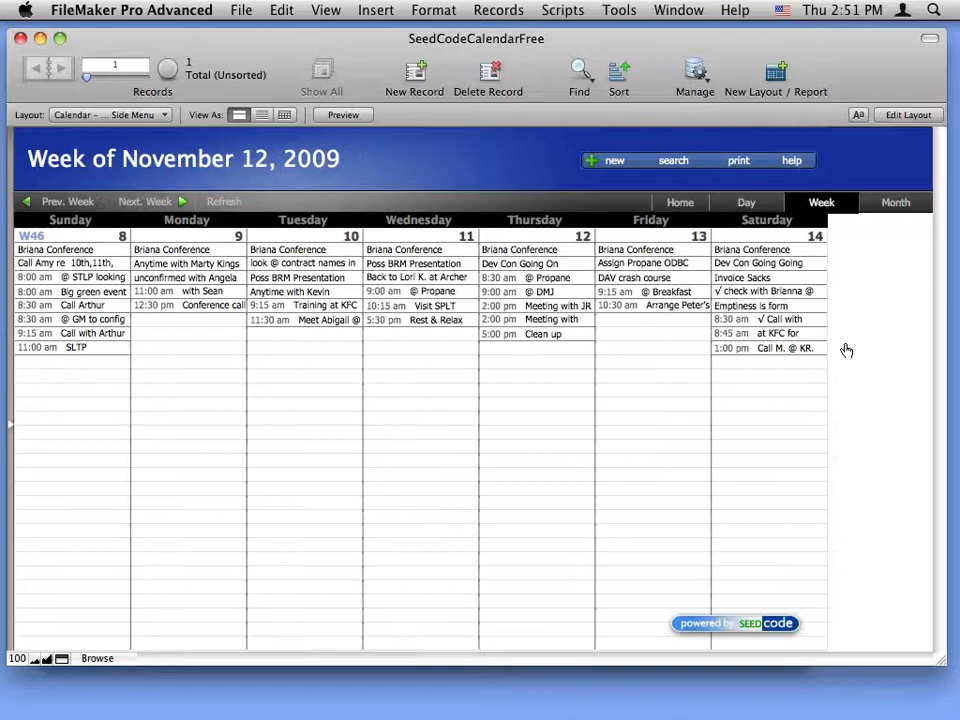 FileMaker Pro Advanced File Edit View Insert Format Records Scripts Tools Window Help Thu 2:51 PM
SeedCodeCalendarFree
1
1
Total (Unsorted)
Records
Show All
New Record
Delete Record
Find
Sort
Manage
New Layout / Report
Layout: Calendar – ... Side Menu View As: Preview Aa Edit Layout
Week of November 12, 2009
new search print help
Prev. Week Next. Week Refresh Home Day Week Month
Sunday Monday Tuesday Wednesday Thursday Friday Saturday
W46 8 9 10 11 12 13 14
Briana Conference
Call Amy re 10th,11th,
8:00 am @ STLP looking
8:00 am Big green event
8:30 am Call Arthur
8:30 am @ GM to config
9:15 am Call with Arthur
11:00 am SLTP
Briana Conference
Anytime with Marty Kings
unconfirmed with Angela
11:00 am with Sean
12:30 pm Conference call
Briana Conference
look @ contract names in
Poss BRM Presentation
Anytime with Kevin
9:15 am Training at KFC
11:30 am Meet Abigail @
Briana Conference
Poss BRM Presentation
Back to Lori K. at Archer
9:00 am @ Propane
10:15 am Visit SPLT
5:30 pm Rest & Relax
Briana Conference
Dev Con Going On
8:30 am @ Propane
9:00 am @ DMJ
2:00 pm Meeting with JR
2:00 pm Meeting with
5:00 pm Clean up
Briana Conference
Assign Propane ODBC
DAV crash course
9:15 am @ Breakfast
10:30 am Arrange Peter's
Briana Conference
Dev Con Going Going
Invoice Sacks
√ check with Brianna @
Emptiness is form
8:30 am √ Call with
8:45 am at KFC for
1:00 pm Call M. @ KR.
powered by SEEDcode
100 Browse